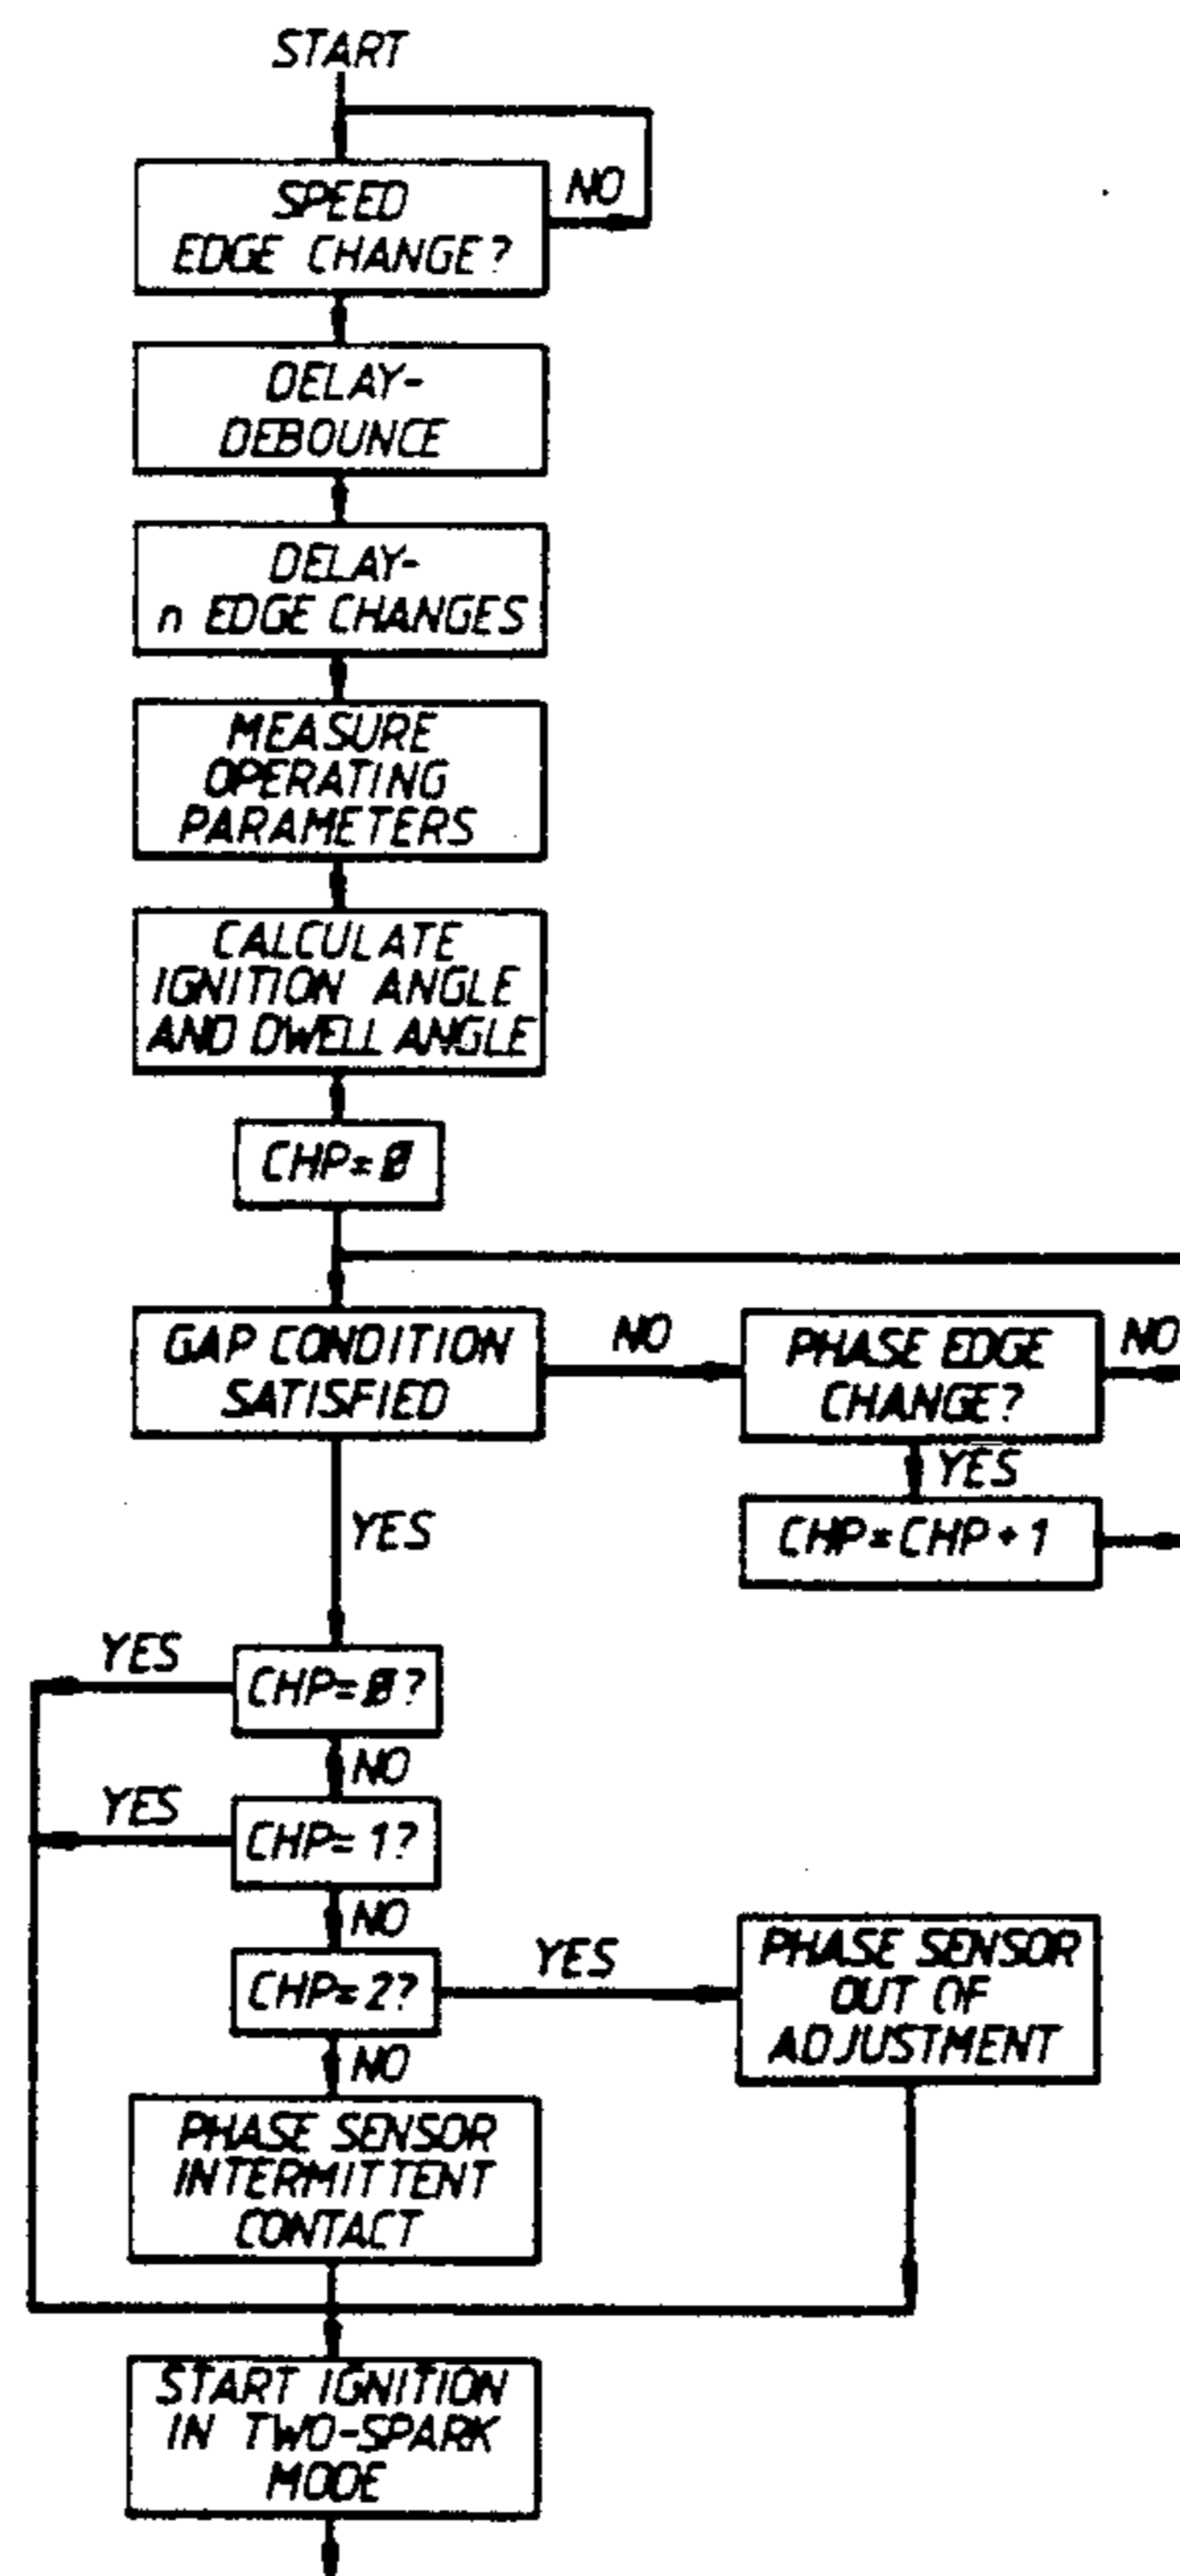 START
SPEED
EDGE CHANGE?
NO
DELAY-
DEBOUNCE
DELAY-
n EDGE CHANGES
MEASURE
OPERATING
PARAMETERS
CALCULATE
IGNITION ANGLE
AND DWELL ANGLE
CHP=Ø
GAP CONDITION
SATISFIED
NO
PHASE EDGE
CHANGE?
NO
YES
CHP=CHP+1
YES
YES
CHP=Ø?
NO
YES
CHP=1?
NO
CHP=2?
YES
PHASE SENSOR
OUT OF
ADJUSTMENT
NO
PHASE SENSOR
INTERMITTENT
CONTACT
START IGNITION
IN TWO-SPARK
MODE